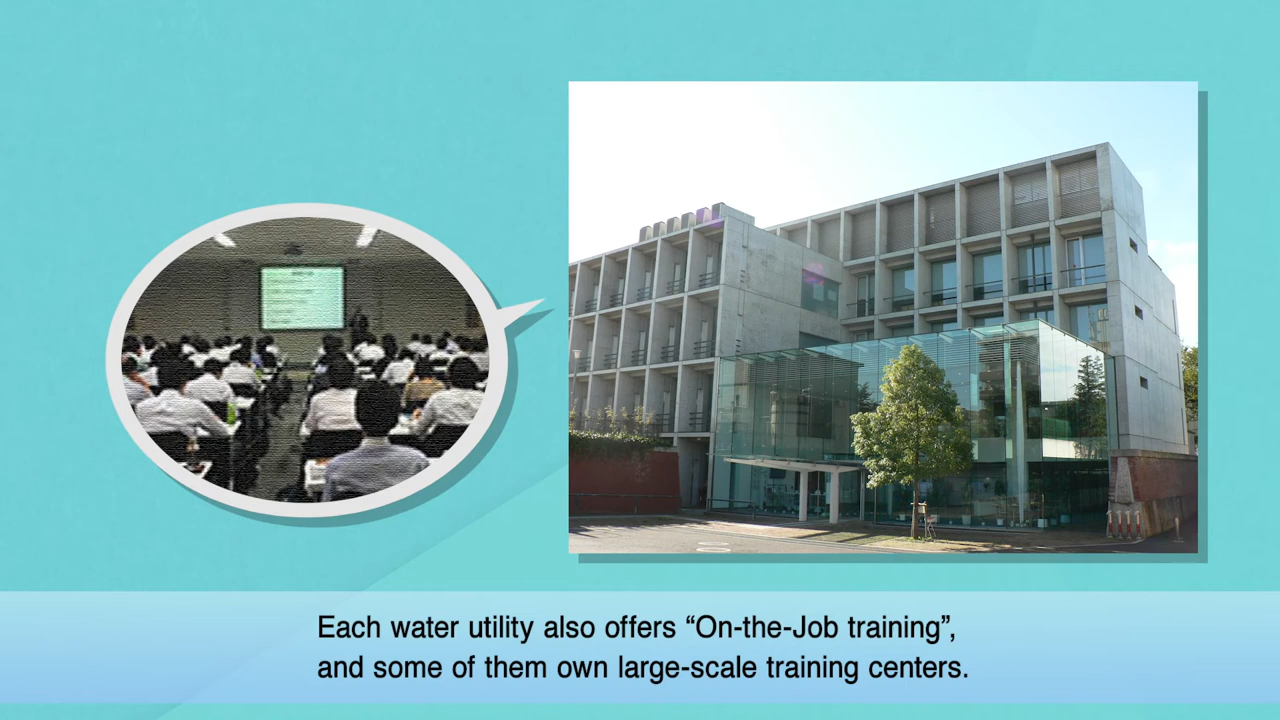 Each water utility also offers “On-the-Job training”,
and some of them own large-scale training centers.